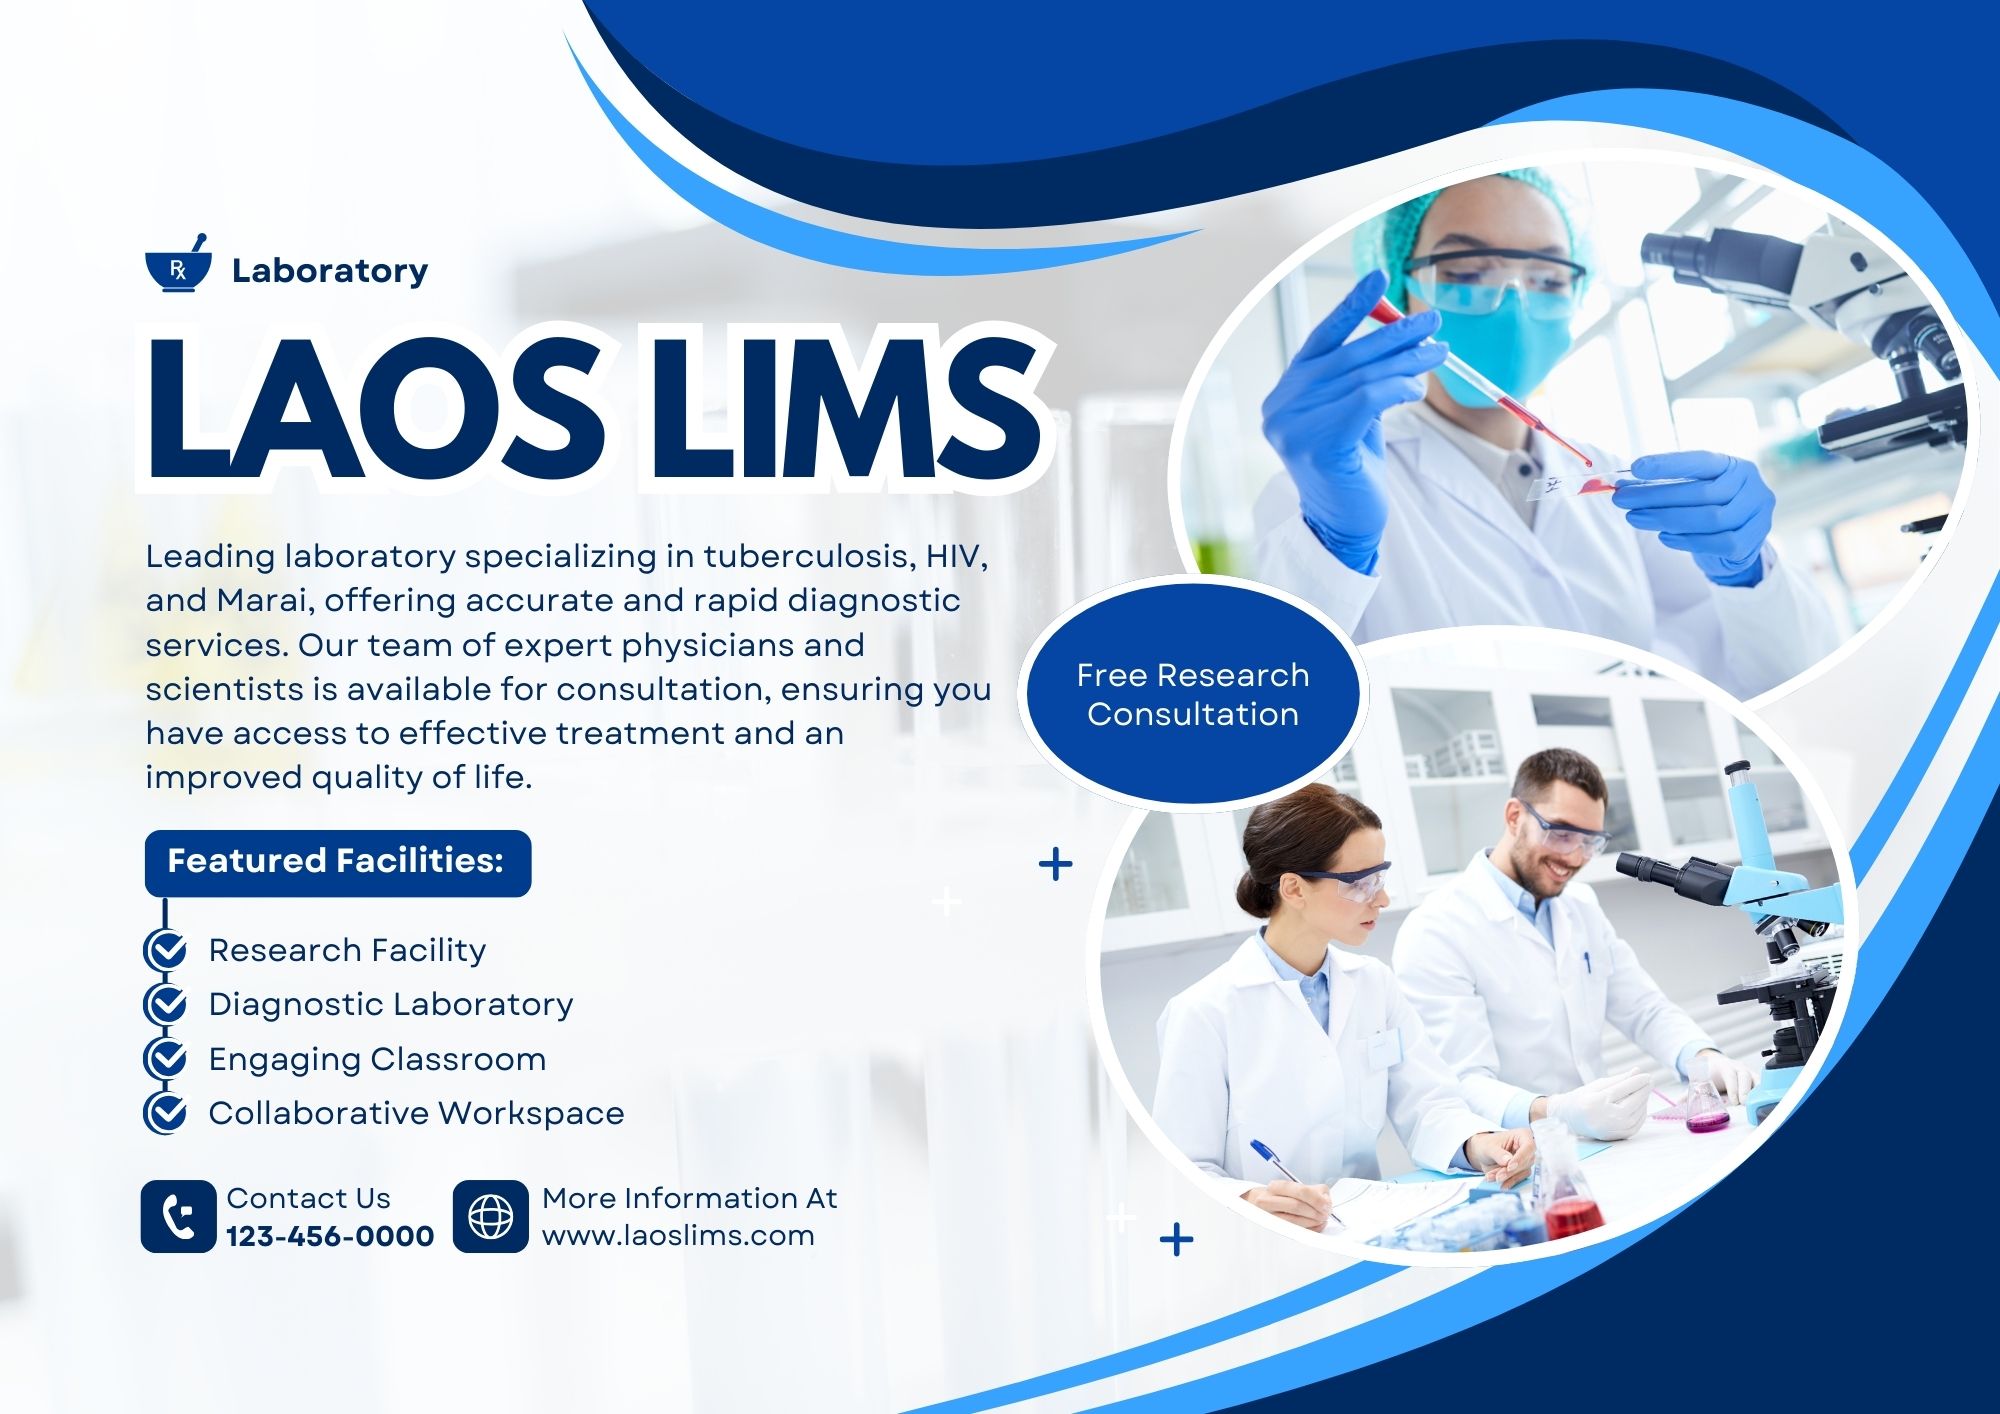 Rx
Laboratory
LAOS LIMS
Leading laboratory specializing in tuberculosis, HIV,
and Marai, offering accurate and rapid diagnostic
services. Our team of expert physicians and
scientists is available for consultation, ensuring you
have access to effective treatment and an
improved quality of life.
Free Research
Consultation
Featured Facilities:
Research Facility
Diagnostic Laboratory
Engaging Classroom
Collaborative Workspace
Contact Us
123-456-0000
More Information At
www.laoslims.com